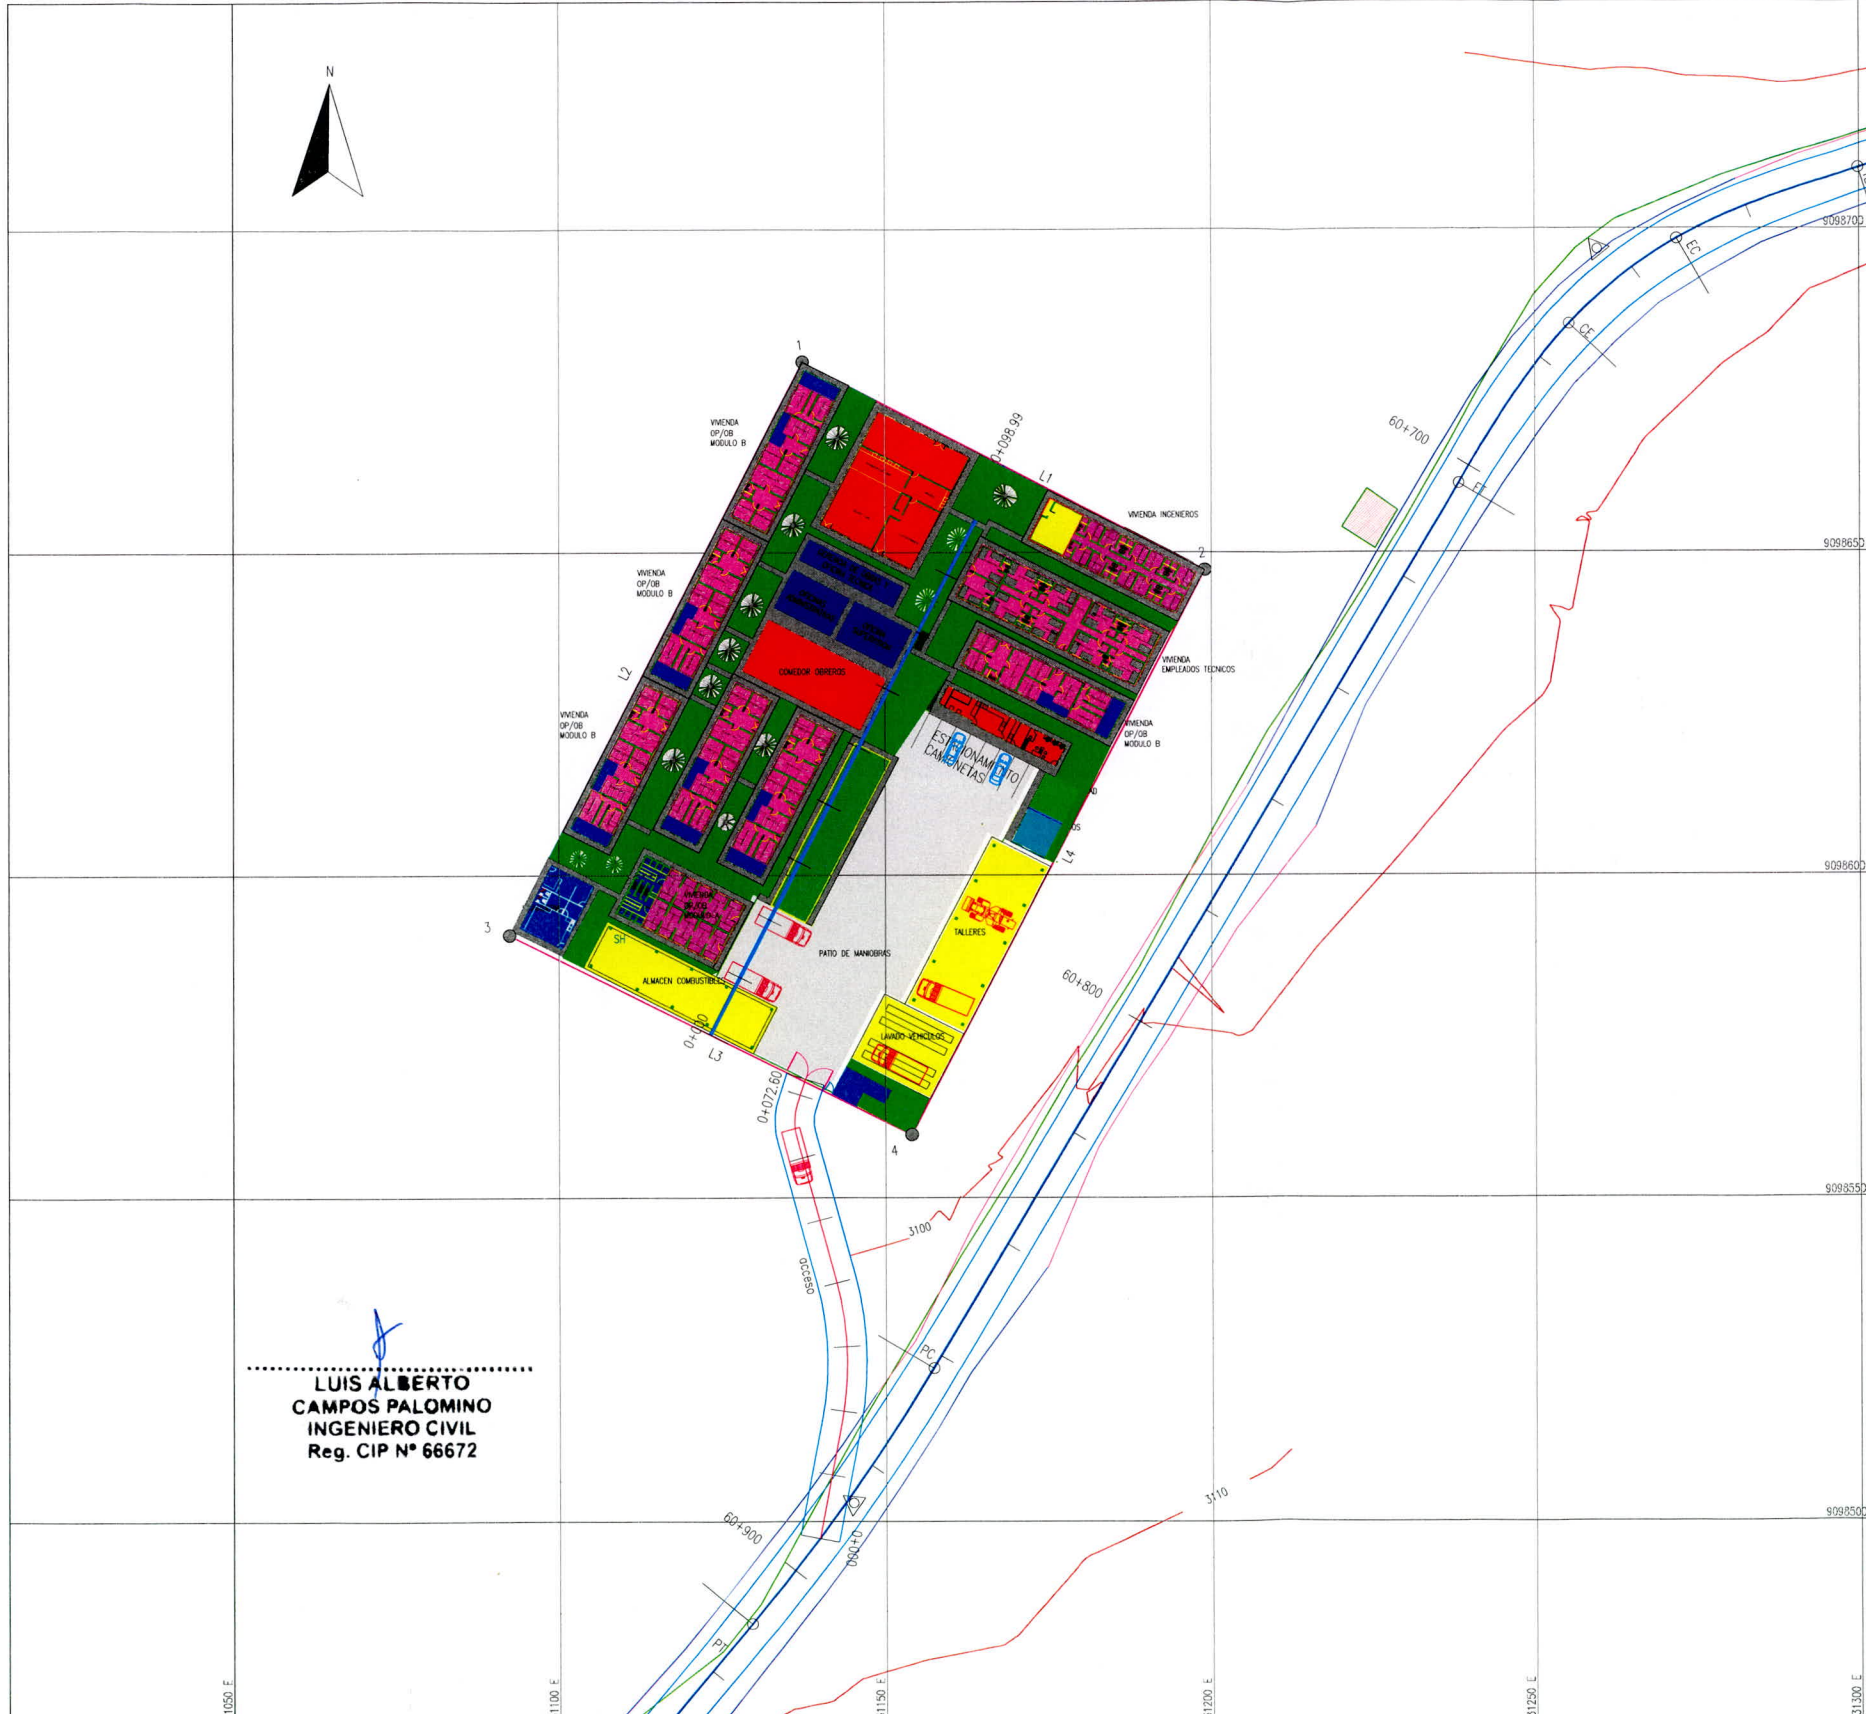 N
9098700
EC
CE
1
VIVIENDA
OP/OB
MODULO B
0+098.99
L1
60+700
VIVIENDA INGENIEROS
2
9098650
VIVIENDA
OP/OB
MODULO B
L2
COMEDOR OBREROS
VIVIENDA
EMPLEADOS TECNICOS
VIVIENDA
OP/OB
MODULO B
VIVIENDA
OP/OB
MODULO B
CAMIONETAS
L4
9098600
3
SH
TALLERES
PATIO DE MANIOBRAS
ALMACEN COMBUSTIBLES
60+800
LAVADO VEHICULOS
L3
0+072.60
4
9098550
3100
acceso
PC
LUIS ALBERTO
CAMPOS PALOMINO
INGENIERO CIVIL
Reg. CIP Nº 66672
3110
60+900
0+000
9098500
PT